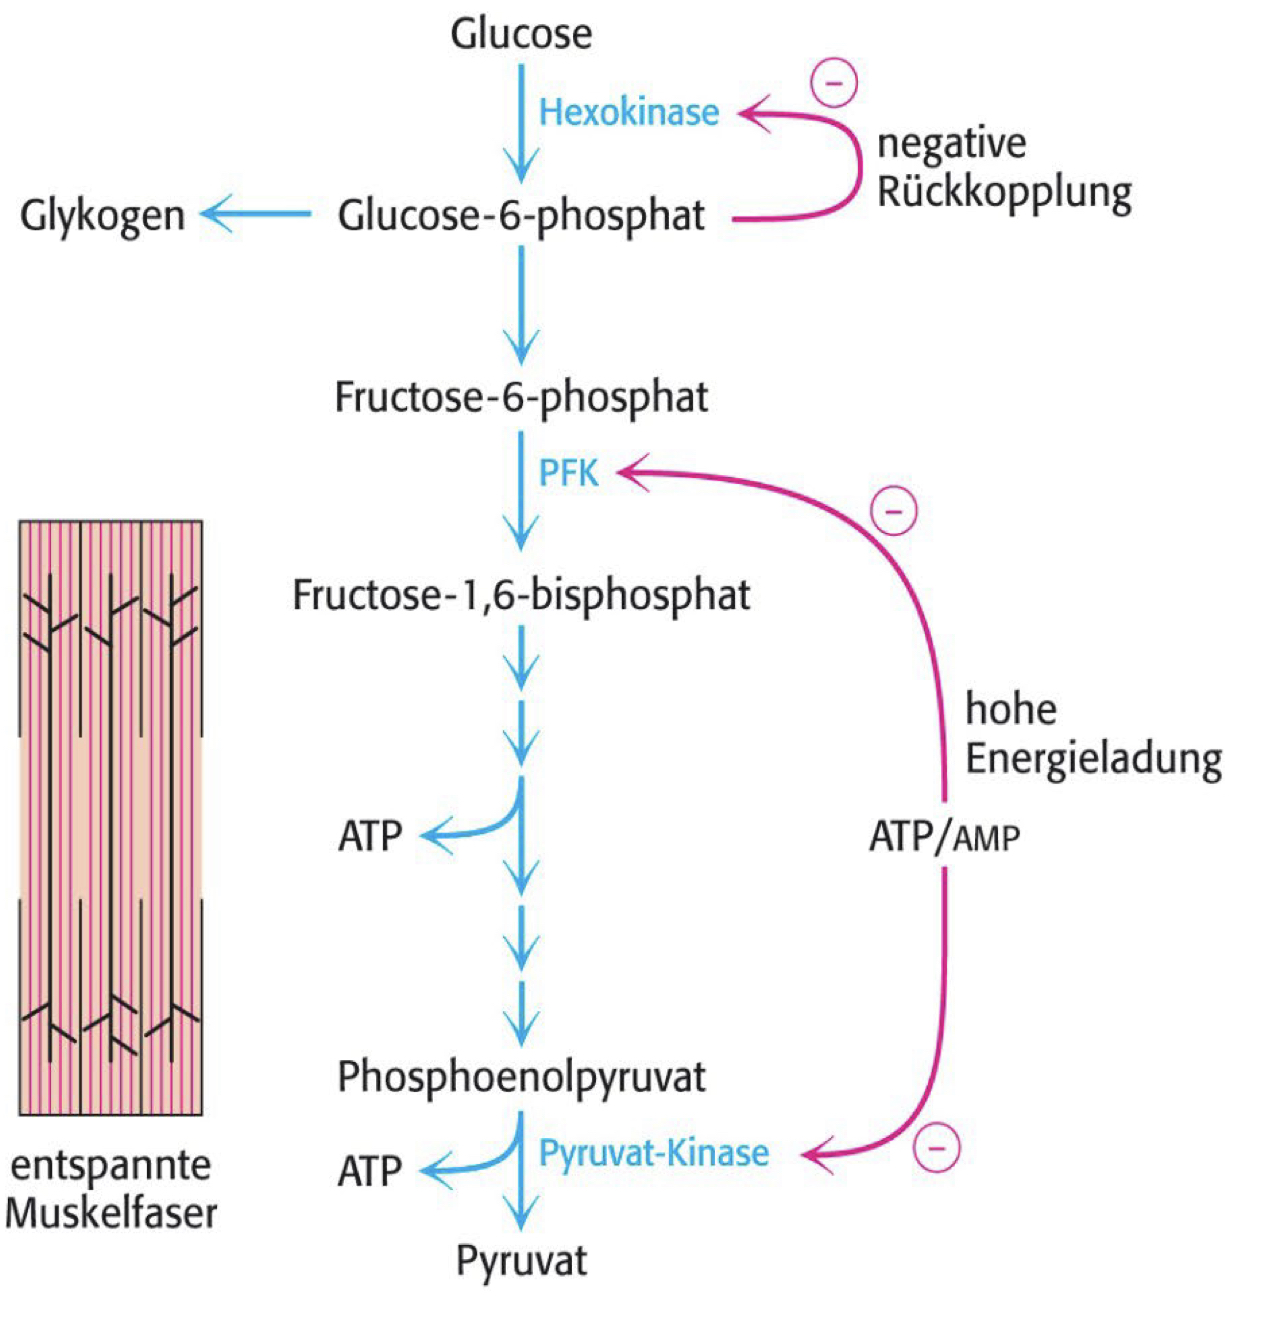 Glucose
Hexokinase
−
negative
Rückkopplung
Glykogen
Glucose-6-phosphat
Fructose-6-phosphat
PFK
−
Fructose-1,6-bisphosphat
hohe
Energieladung
ATP
ATP/AMP
Phosphoenolpyruvat
ATP
Pyruvat-Kinase
−
entspannte
Muskelfaser
Pyruvat